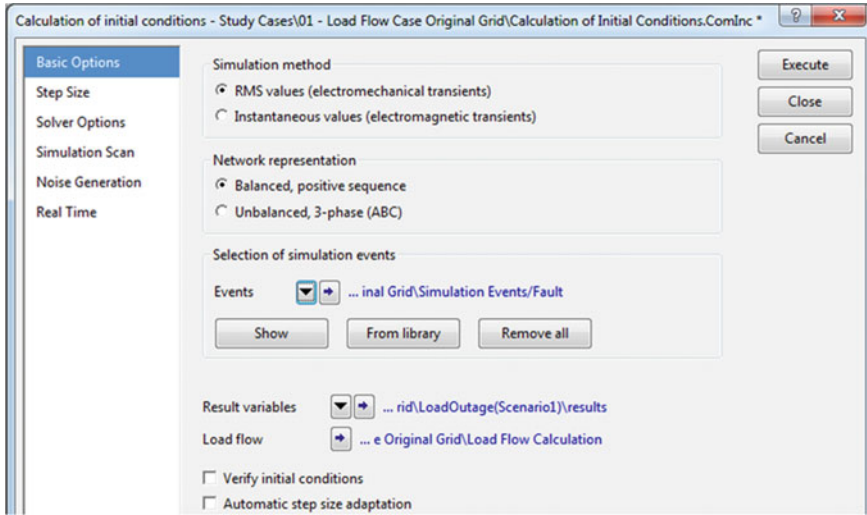 Calculation of initial conditions - Study Cases\01 - Load Flow Case Original Grid\Calculation of Initial Conditions.ComInc *
Basic Options
Step Size
Solver Options
Simulation Scan
Noise Generation
Real Time
Simulation method
RMS values (electromechanical transients)
Instantaneous values (electromagnetic transients)
Network representation
Balanced, positive sequence
Unbalanced, 3-phase (ABC)
Selection of simulation events
Events ... inal Grid\Simulation Events/Fault
Show From library Remove all
Result variables ... rid\LoadOutage(Scenario1)\results
Load flow ... e Original Grid\Load Flow Calculation
Verify initial conditions
Automatic step size adaptation
Execute
Close
Cancel